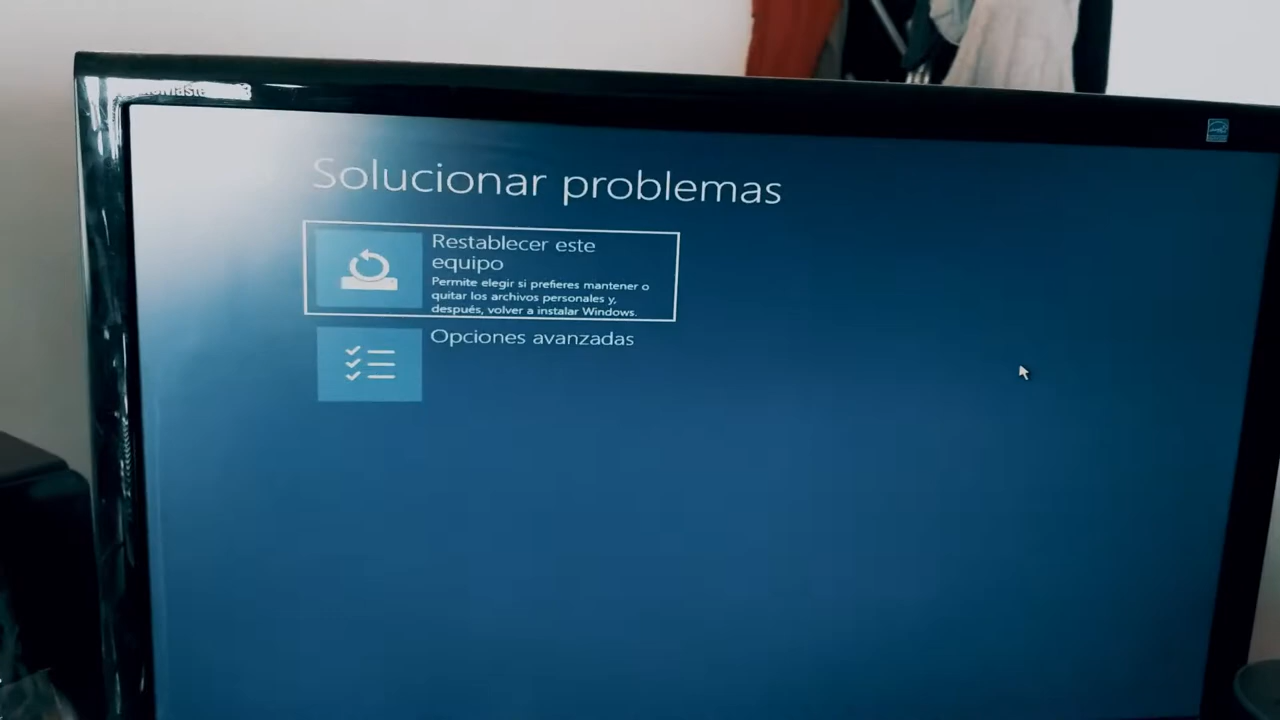 Solucionar problemas
Restablecer este
equipo
Permite elegir si prefieres mantener o
quitar los archivos personales y,
después, volver a instalar Windows.
Opciones avanzadas